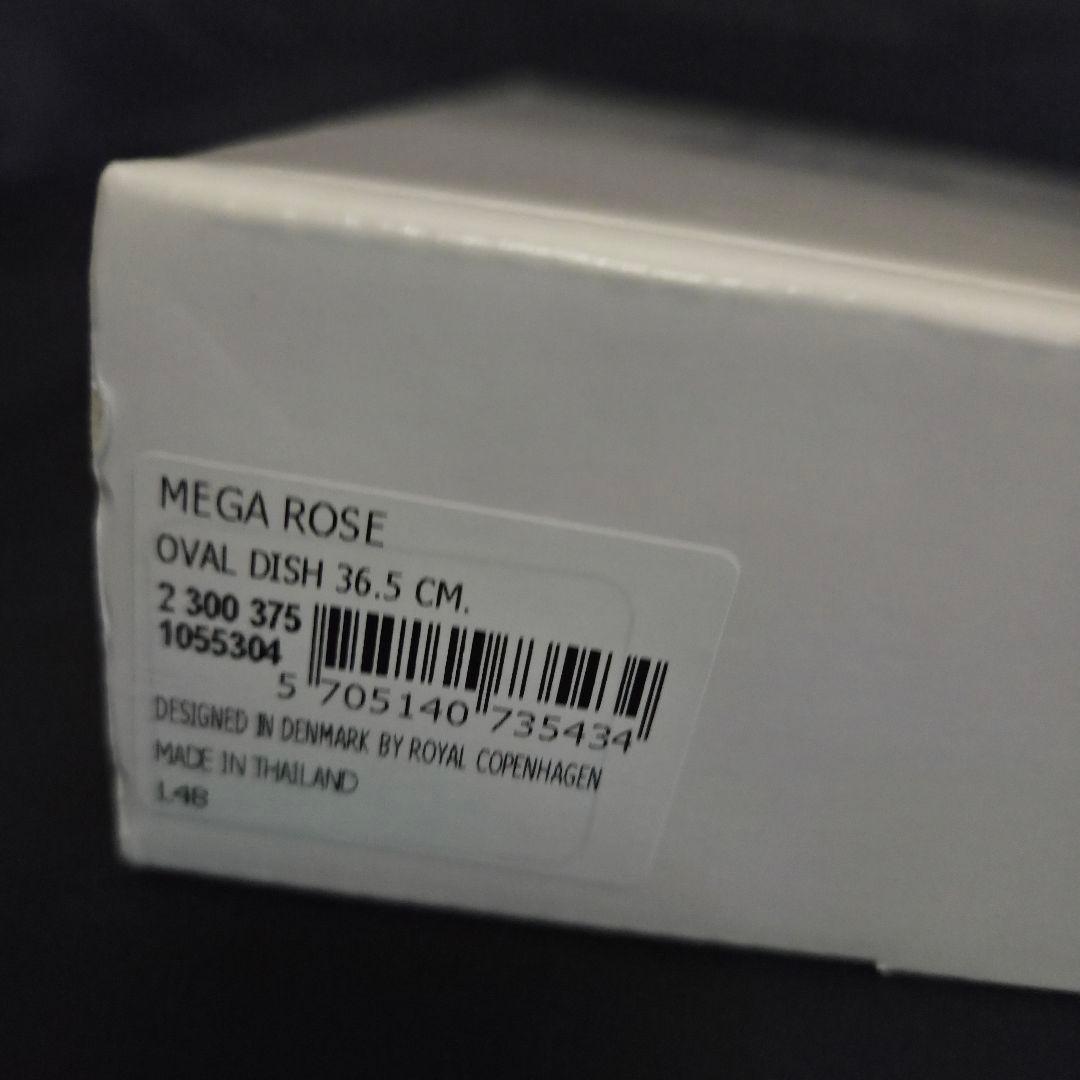 MEGA ROSE
OVAL DISH 36.5 CM.
2 300 375
1055304
5 705140 735434
DESIGNED IN DENMARK BY ROYAL COPENHAGEN
MADE IN THAILAND
L4B